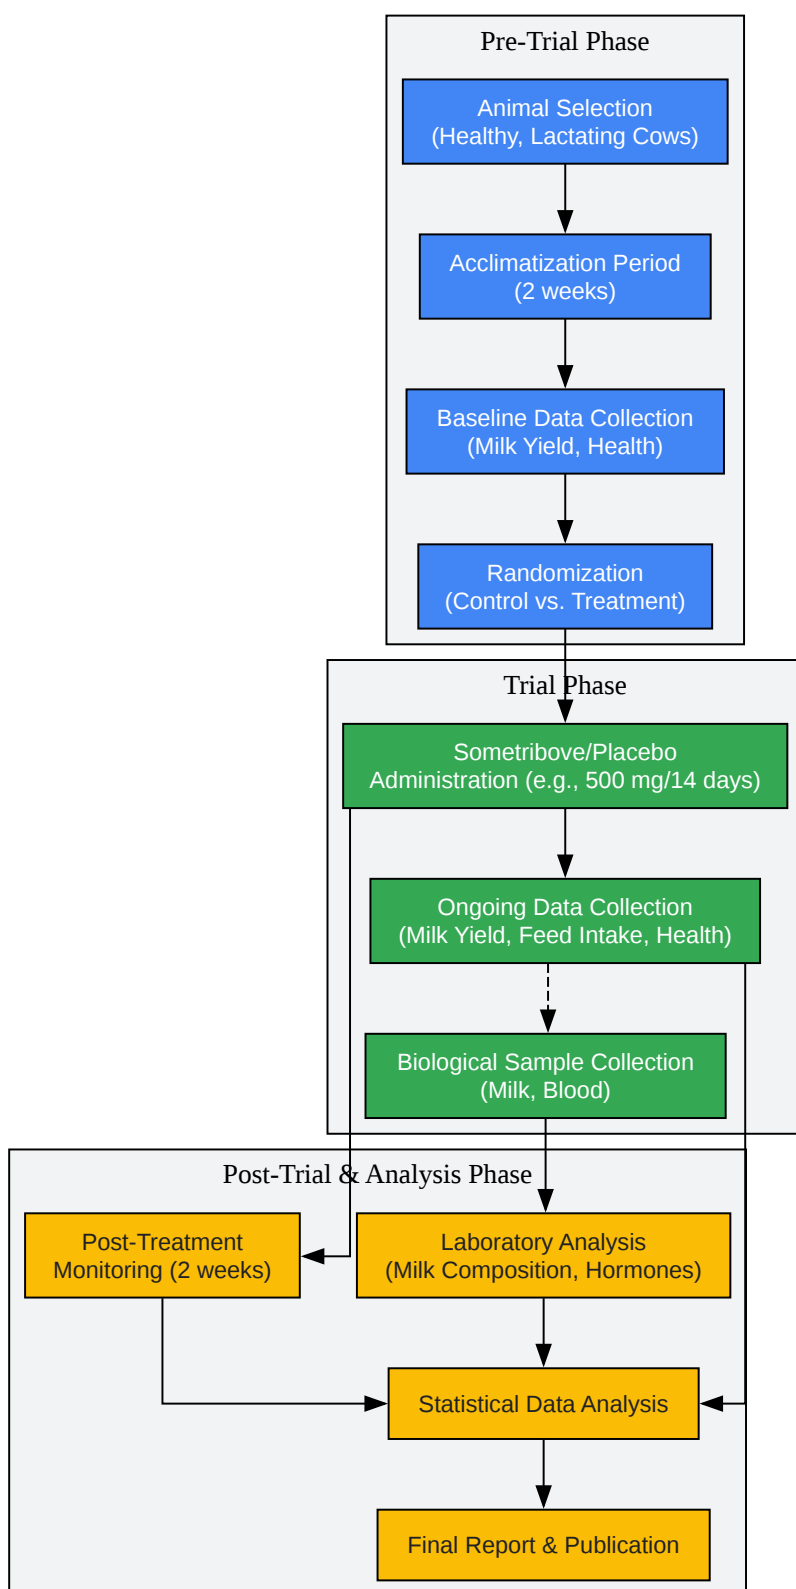 Pre-Trial Phase
Animal Selection
(Healthy, Lactating Cows)
Acclimatization Period
(2 weeks)
Baseline Data Collection
(Milk Yield, Health)
Randomization
(Control vs. Treatment)
Trial Phase
Sometribove/Placebo
Administration (e.g., 500 mg/14 days)
Ongoing Data Collection
(Milk Yield, Feed Intake, Health)
Biological Sample Collection
(Milk, Blood)
Post-Trial & Analysis Phase
Post-Treatment
Monitoring (2 weeks)
Laboratory Analysis
(Milk Composition, Hormones)
Statistical Data Analysis
Final Report & Publication